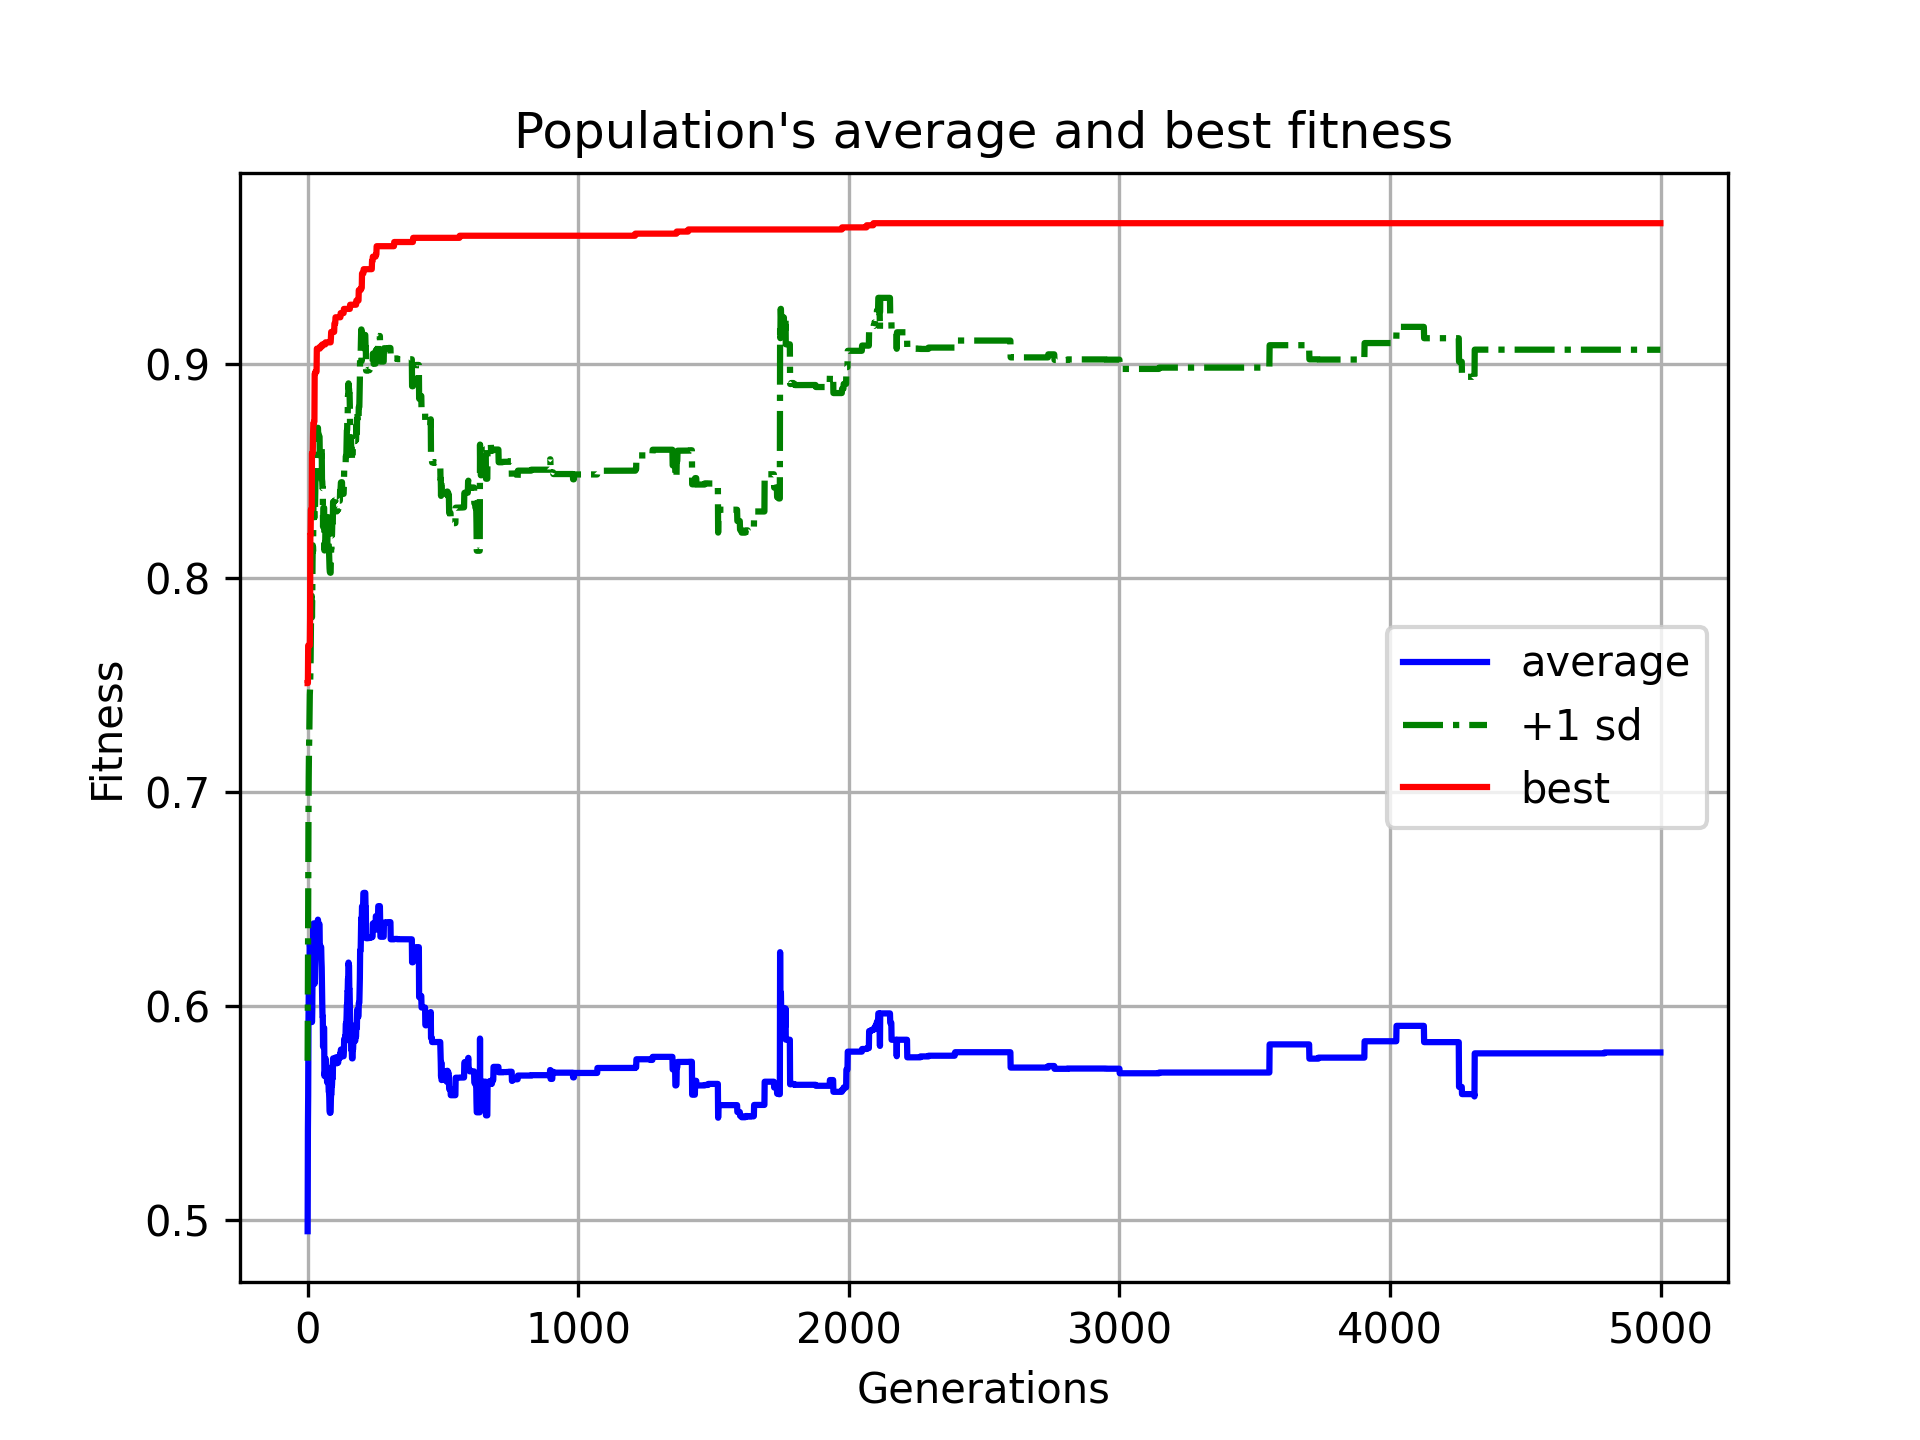 Population's average and best fitness
Fitness
0.9
0.8
0.7
0.6
0.5
average
+1 sd
best
0 1000 2000 3000 4000 5000
Generations